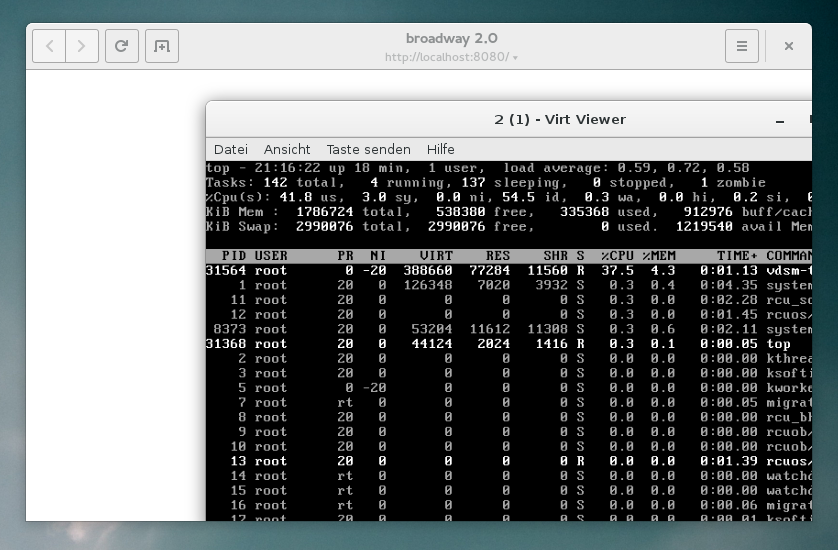 broadway 2.0
http://localhost:8080/
2 (1) - Virt Viewer
Datei Ansicht Taste senden Hilfe
top - 21:16:22 up 18 min, 1 user, load average: 0.59, 0.72, 0.58
Tasks: 142 total, 4 running, 137 sleeping, 0 stopped, 1 zombie
%Cpu(s): 41.8 us, 3.0 sy, 0.0 ni, 54.5 id, 0.3 wa, 0.0 hi, 0.2 si,
KiB Mem : 1786724 total, 538380 free, 335368 used, 912976 buff/cach
KiB Swap: 2990076 total, 2990076 free, 0 used. 1219540 avail Mem
PID USER PR NI VIRT RES SHR S %CPU %MEM TIME+ COMMAN
31564 root 0 -20 388660 77284 11560 R 37.5 4.3 0:01.13 vdsm-t
1 root 20 0 126348 7020 3932 S 0.3 0.4 0:04.35 system
11 root 20 0 0 0 0 S 0.3 0.0 0:02.28 rcu_sc
12 root 20 0 0 0 0 S 0.3 0.0 0:01.45 rcuos/
8373 root 20 0 53204 11612 11308 S 0.3 0.6 0:02.11 system
31368 root 20 0 44124 2024 1416 R 0.3 0.1 0:00.05 top
2 root 20 0 0 0 0 S 0.0 0.0 0:00.00 kthrea
3 root 20 0 0 0 0 S 0.0 0.0 0:00.00 ksofti
5 root 0 -20 0 0 0 S 0.0 0.0 0:00.00 kworke
7 root rt 0 0 0 0 S 0.0 0.0 0:00.05 migrat
8 root 20 0 0 0 0 S 0.0 0.0 0:00.00 rcu_bh
9 root 20 0 0 0 0 S 0.0 0.0 0:00.00 rcuob/
10 root 20 0 0 0 0 S 0.0 0.0 0:00.00 rcuob/
13 root 20 0 0 0 0 R 0.0 0.0 0:01.39 rcuos/
14 root rt 0 0 0 0 S 0.0 0.0 0:00.00 watchd
15 root rt 0 0 0 0 S 0.0 0.0 0:00.00 watchd
16 root rt 0 0 0 0 S 0.0 0.0 0:00.06 migrat
17 root 20 0 0 0 0 S 0.0 0.0 0:00.01 ksofti